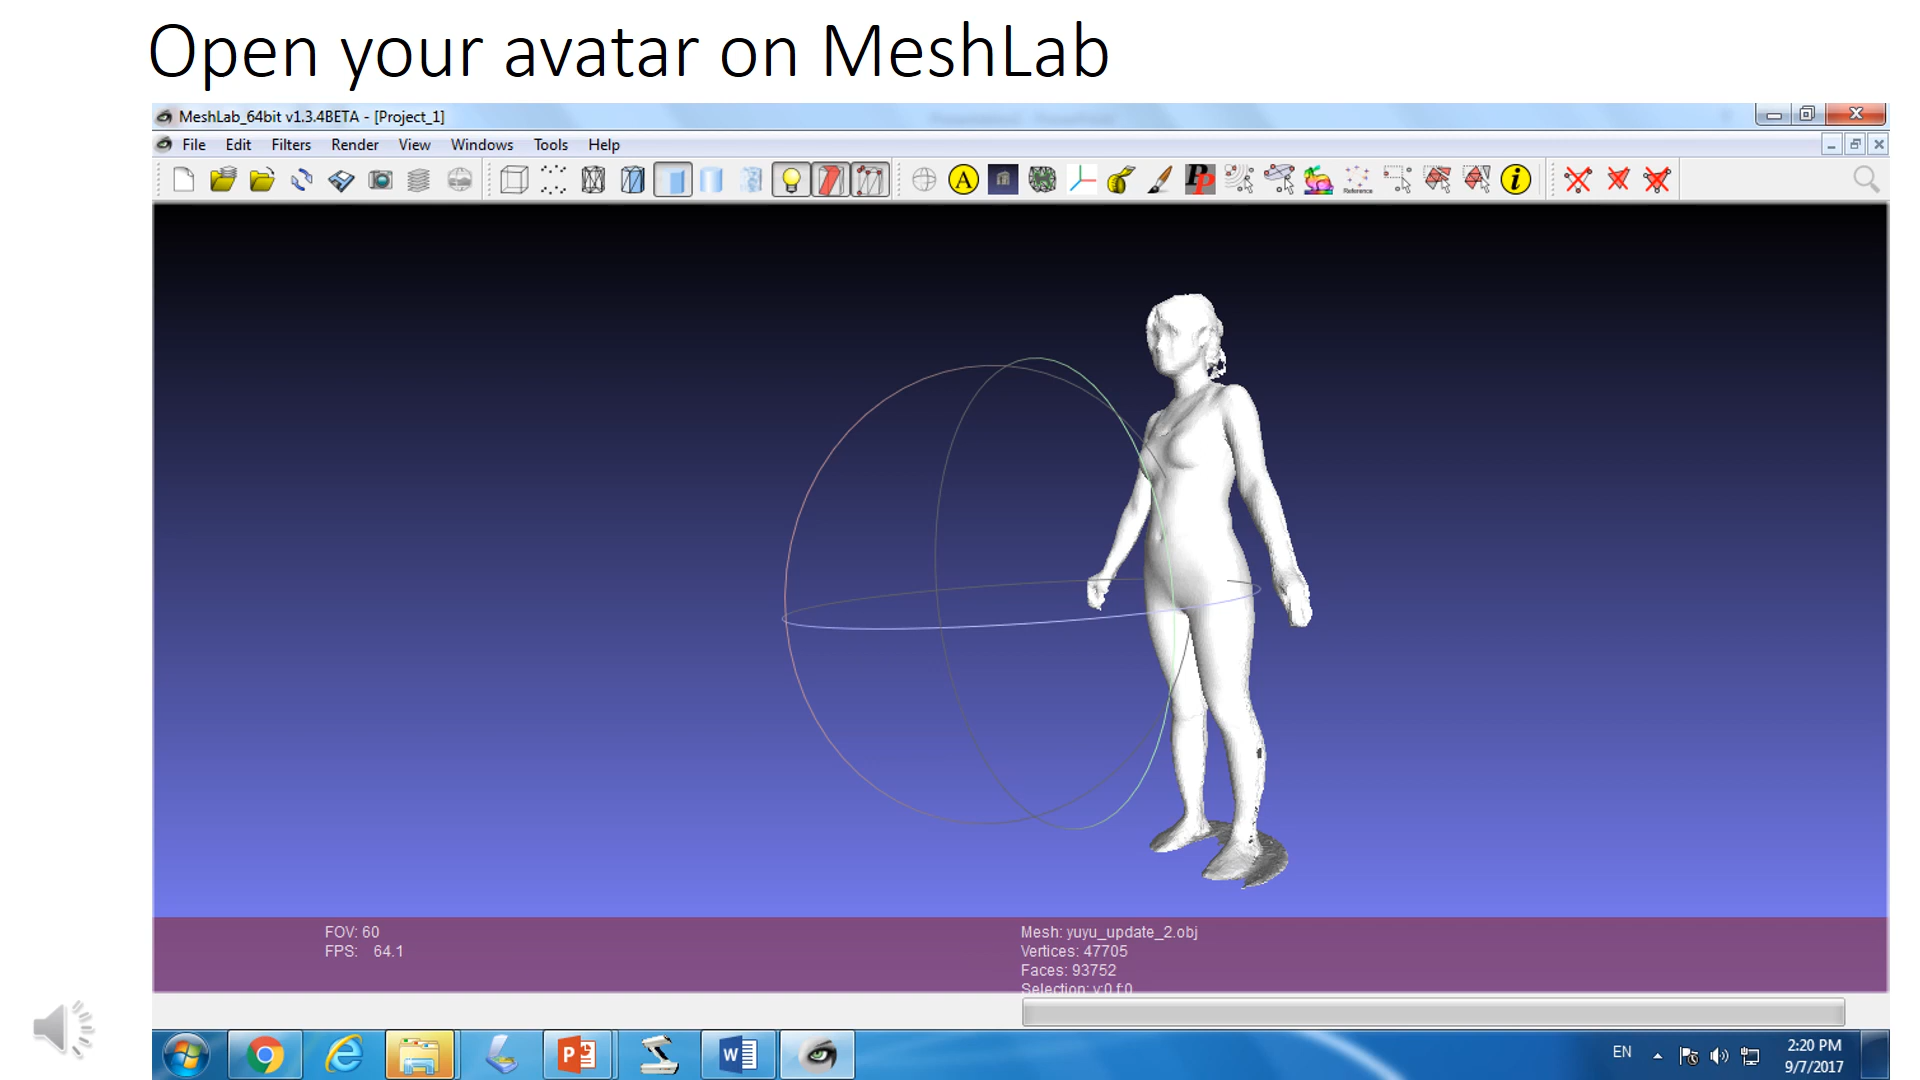 Open your avatar on MeshLab
MeshLab_64bit v1.3.4BETA - [Project_1]
File Edit Filters Render View Windows Tools Help
A
PP
Reference
i
FOV: 60
FPS: 64.1
Mesh: yuyu_update_2.obj
Vertices: 47705
Faces: 93752
Selection: v:0 f:0
EN
2:20 PM
9/7/2017